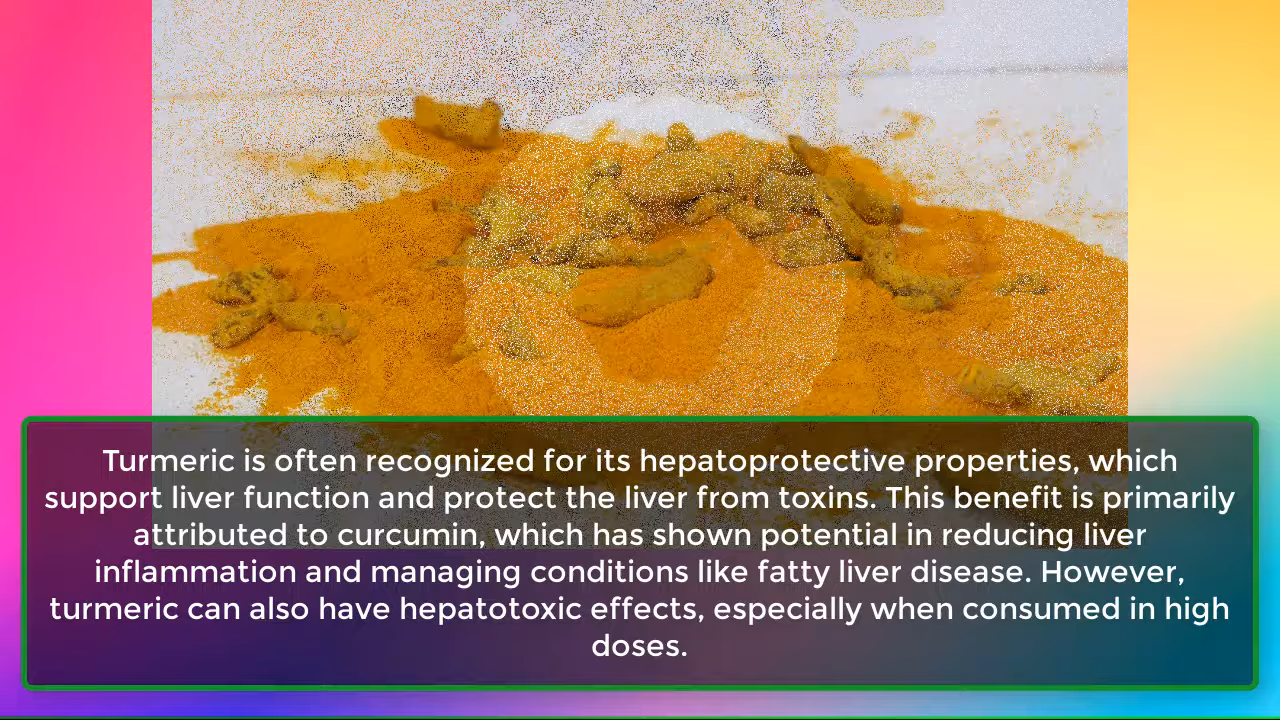 Turmeric is often recognized for its hepatoprotective properties, which
support liver function and protect the liver from toxins. This benefit is primarily
attributed to curcumin, which has shown potential in reducing liver
inflammation and managing conditions like fatty liver disease. However,
turmeric can also have hepatotoxic effects, especially when consumed in high
doses.